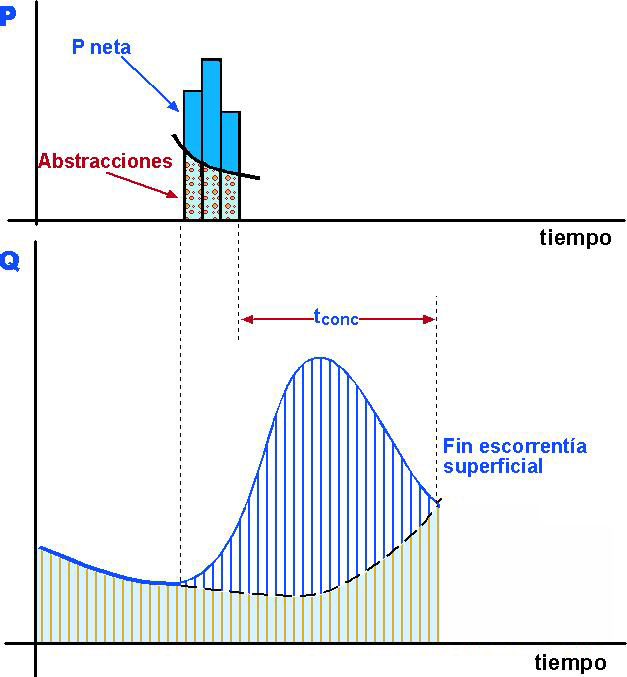 P
P neta
Abstracciones
tiempo
Q
tconc
Fin escorrentía
superficial
tiempo